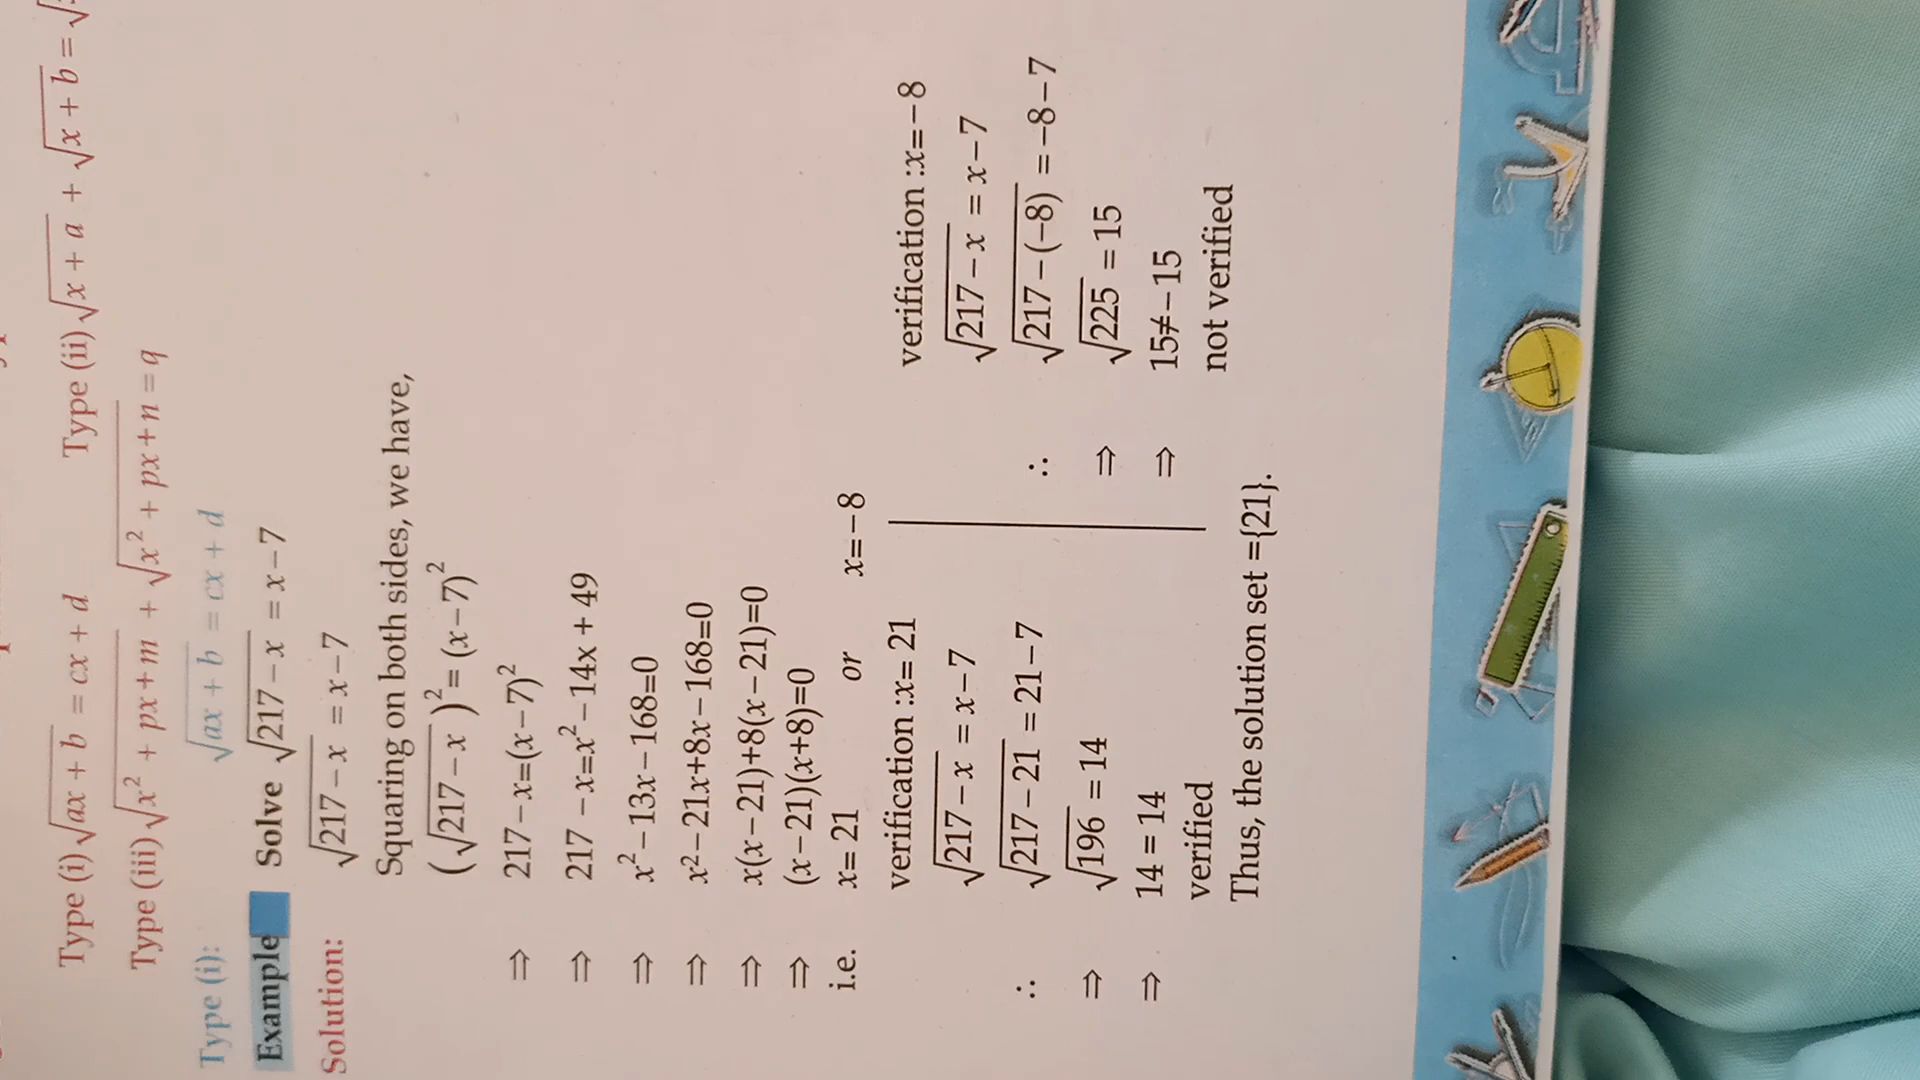 Type (i) √ax + b = cx + d Type (ii) √x + a + √x + b = √
Type (iii) √x² + px + m + √x² + px + n = q
Type (i): √ax + b = cx + d
Example Solve √217 − x = x − 7
Solution: √217 − x = x − 7
Squaring on both sides, we have,
(√217 − x )² = (x − 7)²
⇒ 217 − x=(x − 7)²
⇒ 217 − x=x² − 14x + 49
⇒ x² − 13x − 168=0
⇒ x² − 21x+8x − 168=0
⇒ x(x − 21)+8(x − 21)=0
⇒ (x − 21)(x+8)=0
i.e. x= 21 or x= − 8
verification :x= 21
√217 − x = x − 7
∴ √217 − 21 = 21 − 7
⇒ √196 = 14
⇒ 14 = 14
verified
verification :x= − 8
√217 − x = x − 7
∴ √217 − (−8) = −8 − 7
⇒ √225 = 15
⇒ 15≠ − 15
not verified
Thus, the solution set ={21}.